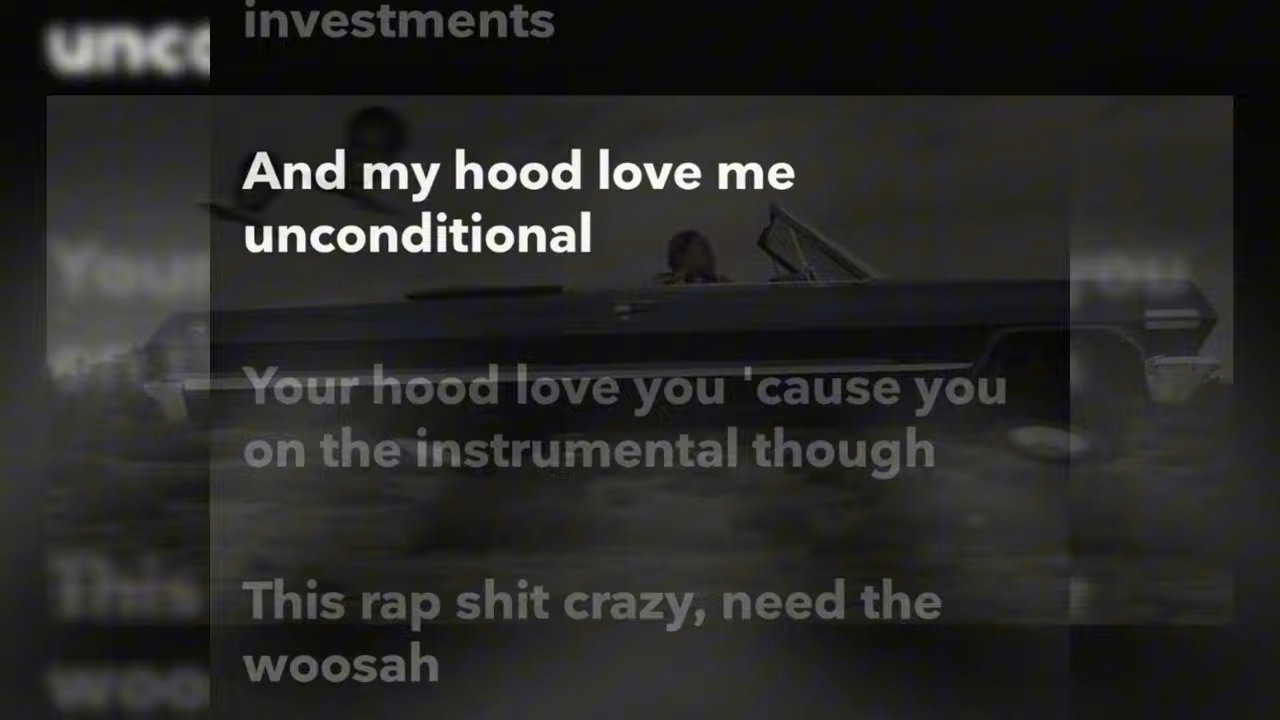 investments
And my hood love me
unconditional
Your hood love you 'cause you
on the instrumental though
This rap shit crazy, need the
woosah